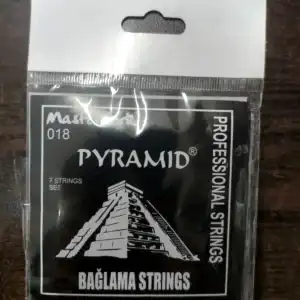 018
PYRAMID®
7 STRINGS
SET
PROFESSIONAL STRINGS
BAĞLAMA STRINGS